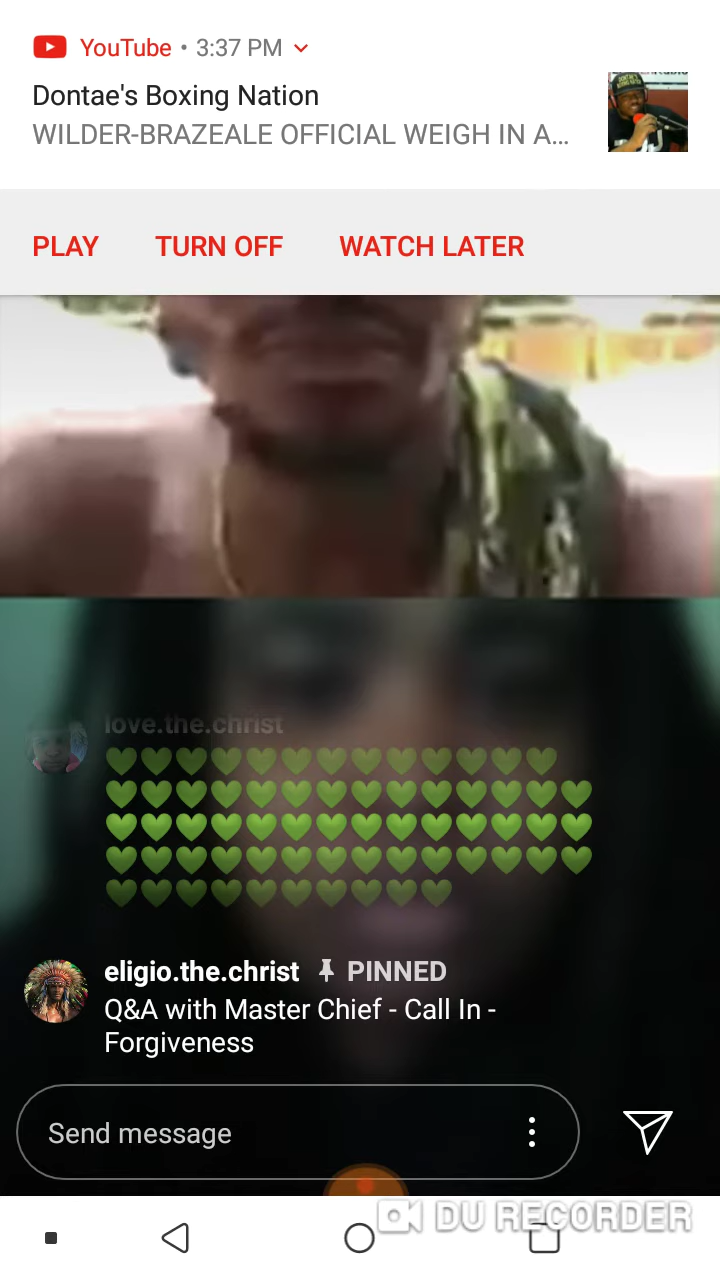 YouTube • 3:37 PM
Dontae's Boxing Nation
WILDER-BRAZEALE OFFICIAL WEIGH IN A...
PLAY TURN OFF WATCH LATER
love.the.christ
eligio.the.christ PINNED
Q&A with Master Chief - Call In -
Forgiveness
Send message
DU RECORDER